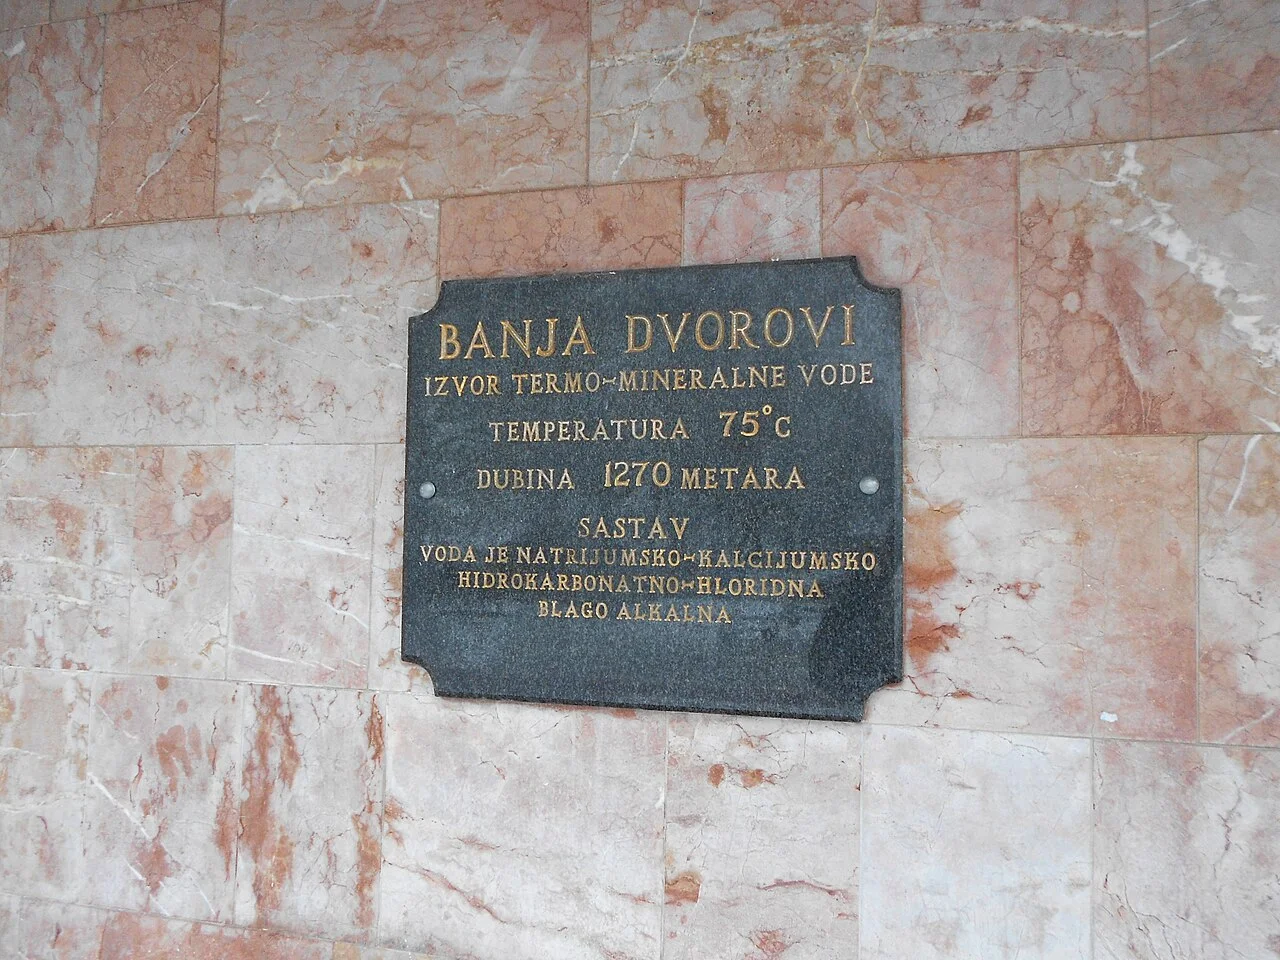 BANJA DVOROVI
IZVOR TERMO-MINERALNE VODE
TEMPERATURA 75°C
DUBINA 1270 METARA
SASTAV
VODA JE NATRIJUMSKO-KALCIJUMSKO
HIDROKARBONATNO-HLORIDNA
BLAGO ALKALNA